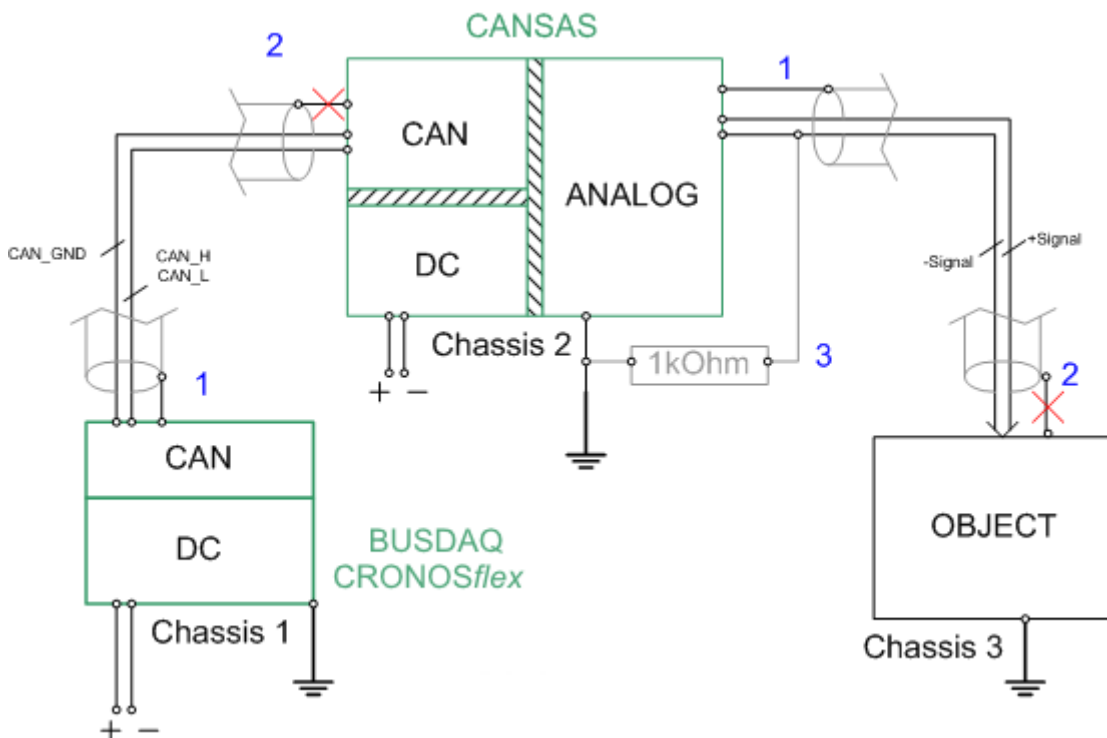 CANSAS
2
1
CAN
ANALOG
DC
CAN_GND
CAN_H
CAN_L
-Signal
+Signal
Chassis 2
+ -
1kOhm
3
1
2
CAN
DC
BUSDAQ
CRONOSflex
OBJECT
Chassis 1
Chassis 3
+ -